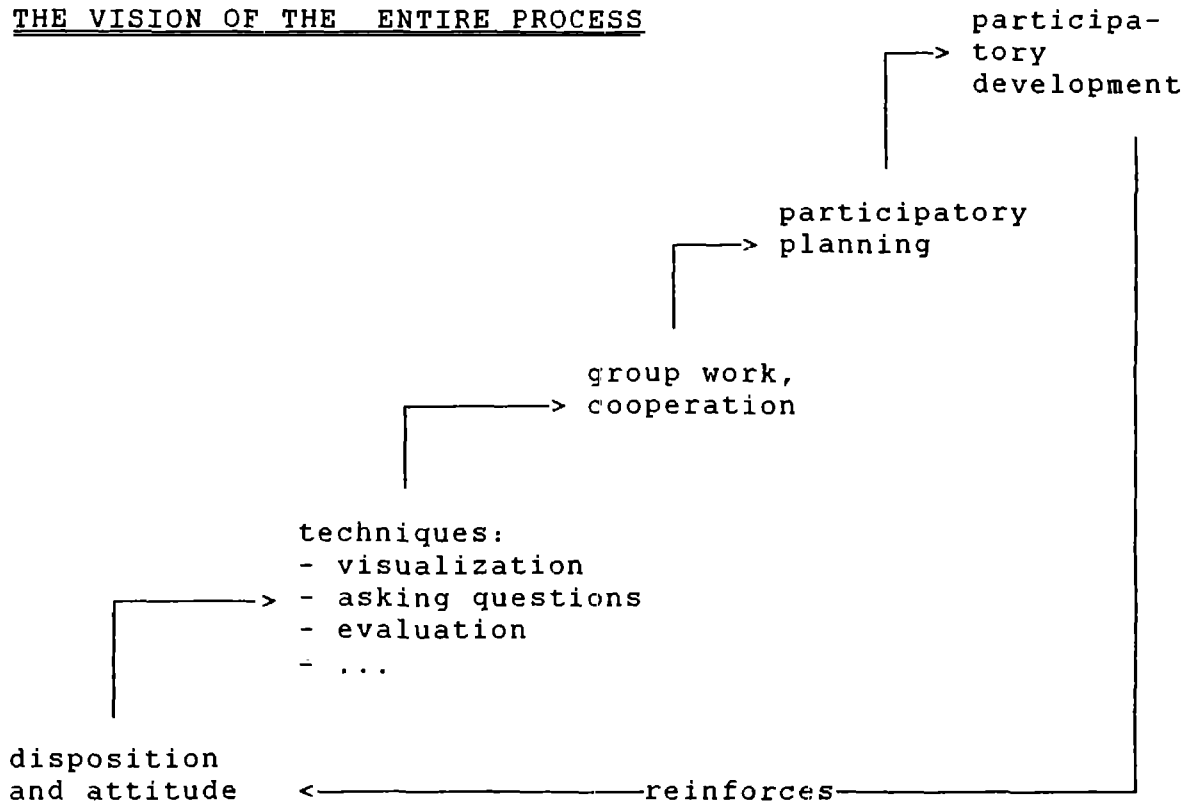 THE VISION OF THE ENTIRE PROCESS
participa-
tory
development
participatory
planning
group work,
cooperation
techniques:
- visualization
- asking questions
- evaluation
- ...
disposition
and attitude
reinforces